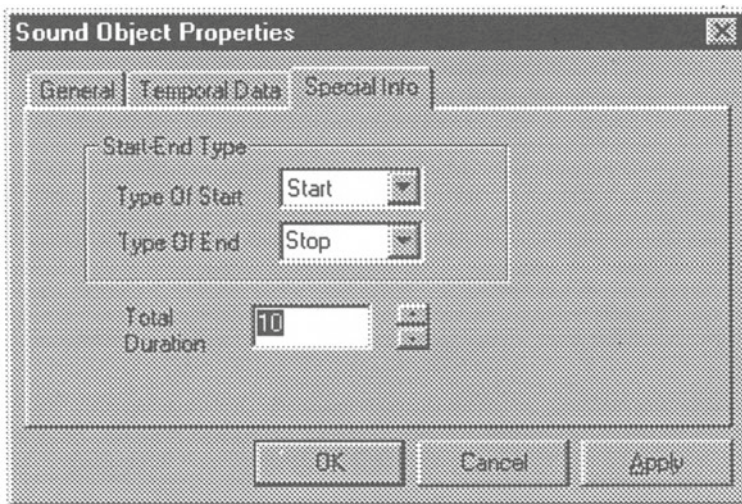 Sound Object Properties
General Temporal Data Special Info
Start-End Type
Type Of Start Start
Type Of End Stop
Total
Duration 10
OK Cancel Apply